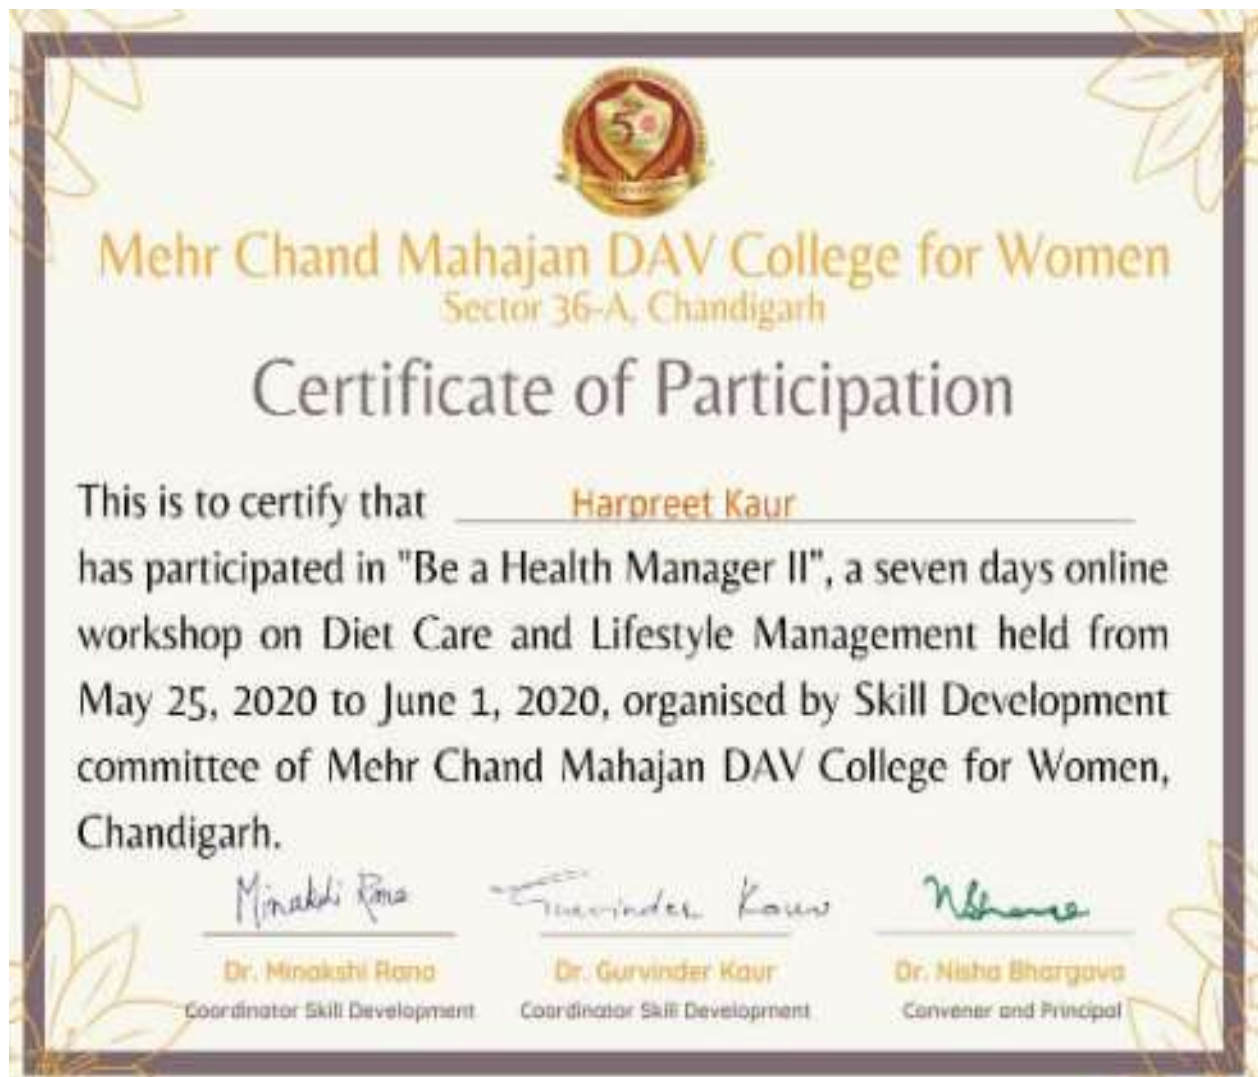 50
Mehr Chand Mahajan DAV College for Women
Sector 36-A, Chandigarh
Certificate of Participation
This is to certify that Harpreet Kaur
has participated in "Be a Health Manager II", a seven days online
workshop on Diet Care and Lifestyle Management held from
May 25, 2020 to June 1, 2020, organised by Skill Development
committee of Mehr Chand Mahajan DAV College for Women,
Chandigarh.
Minakshi Rana Gurvinder Kaur
Dr. Minakshi Rana Dr. Gurvinder Kaur Dr. Nisha Bhargava
Coordinator Skill Development Coordinator Skill Development Convener and Principal